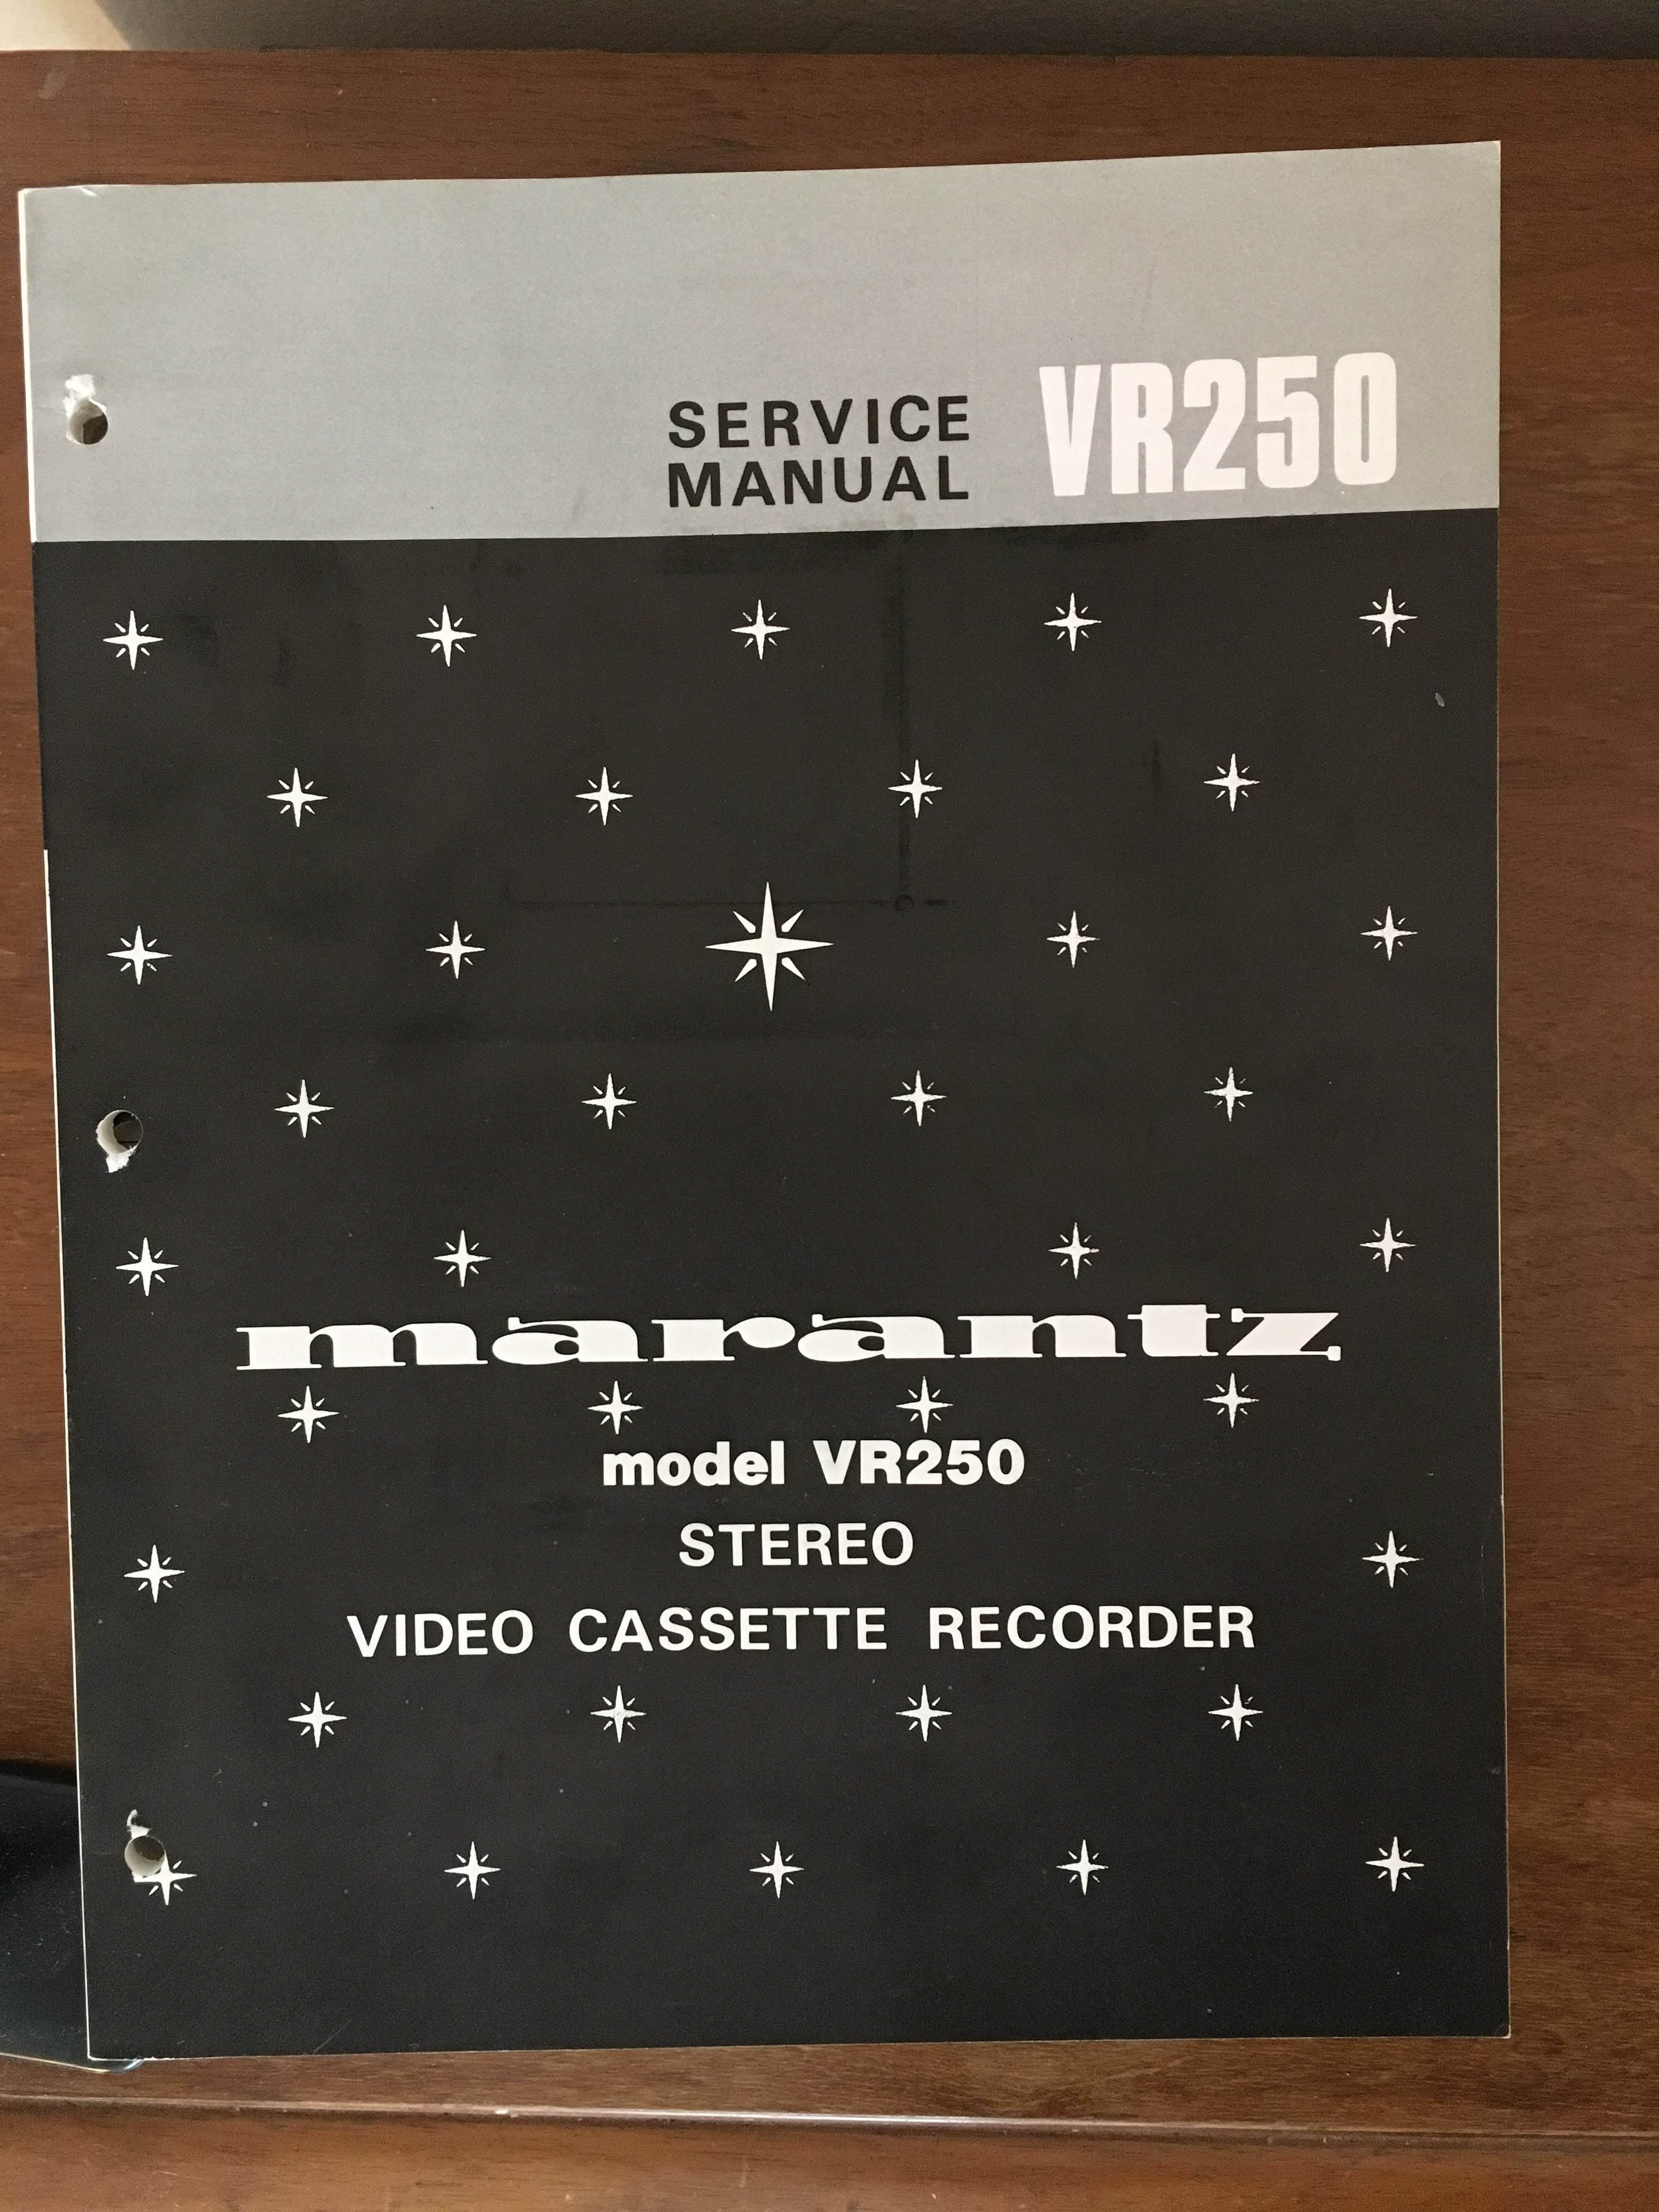 SERVICE
MANUAL
VR250
marantz
model VR250
STEREO
VIDEO CASSETTE RECORDER